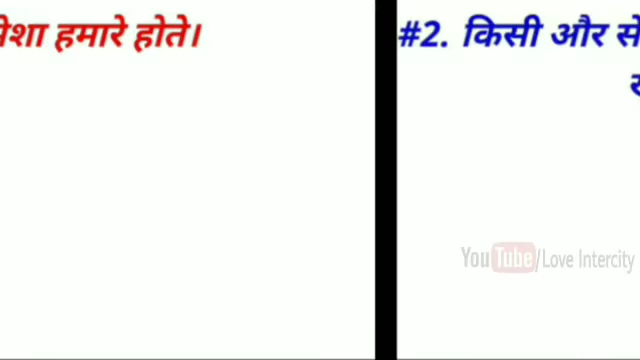 हमारे होते।
#2. किसी और से
YouTube/Love Intercity